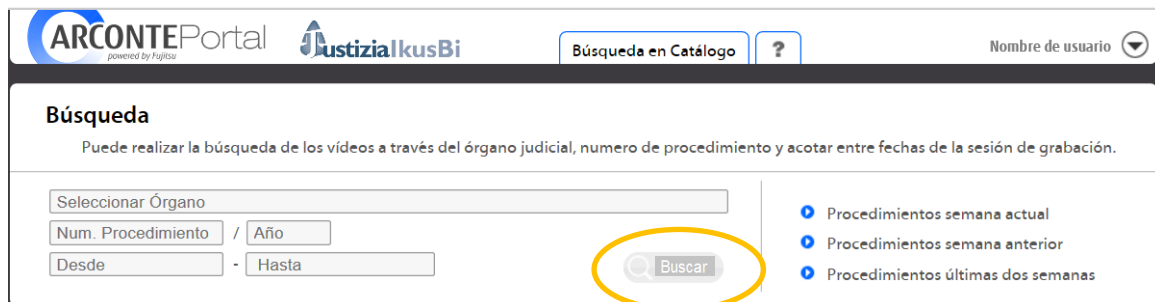 ARCONTEPortal
powered by Fujitsu
JustiziaIkusBi
Búsqueda en Catálogo
?
Nombre de usuario
Búsqueda
Puede realizar la búsqueda de los vídeos a través del órgano judicial, numero de procedimiento y acotar entre fechas de la sesión de grabación.
Seleccionar Órgano
Num. Procedimiento / Año
Desde - Hasta
Buscar
Procedimientos semana actual
Procedimientos semana anterior
Procedimientos últimas dos semanas